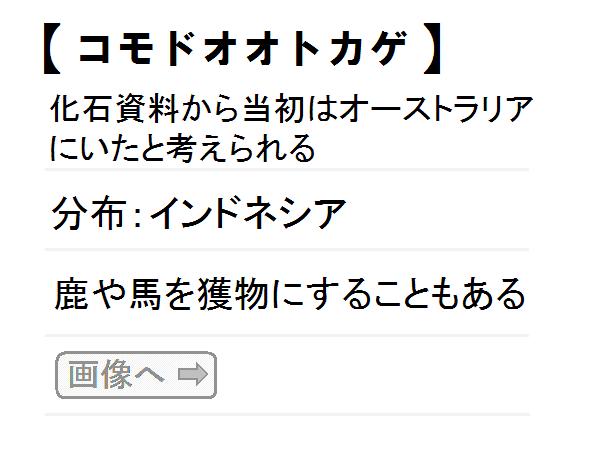 【コモドオオトカゲ】
化石資料から当初はオーストラリア
にいたと考えられる
分布：インドネシア
鹿や馬を獲物にすることもある
画像へ ⇨